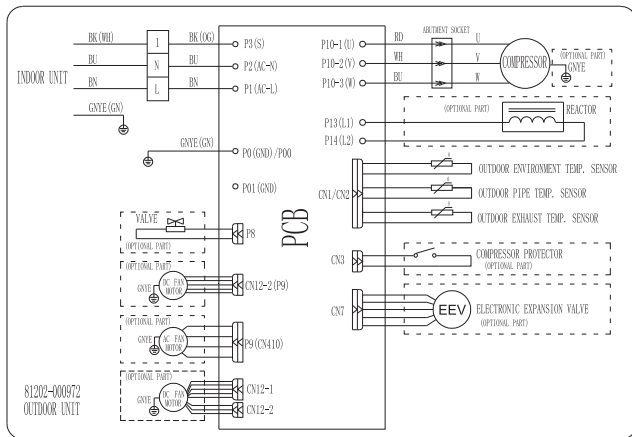 INDOOR UNIT
BK(WH)
BU
BN
GNYE(GN)
1
N
L
BK(OG)
BU
BN
P3(S)
P2(AC-N)
P1(AC-L)
GNYE(GN)
P0(GND)/P00
P01(GND)
VALVE
(OPTIONAL PART)
P8
(OPTIONAL PART)
GNYE
DC FAN
MOTOR
CN12-2(P9)
(OPTIONAL PART)
GNYE
AC FAN
MOTOR
P9(CN410)
(OPTIONAL PART)
GNYE
DC FAN
MOTOR
CN12-1
CN12-2
81202-000972
OUTDOOR UNIT
PCB
P10-1(U)
P10-2(V)
P10-3(W)
RD
WH
BU
ABUTMENT SOCKET
U
V
W
COMPRESSOR
(OPTIONAL PART)
GNYE
P13(L1)
P14(L2)
(OPTIONAL PART)
REACTOR
CN1/CN2
OUTDOOR ENVIRONMENT TEMP. SENSOR
OUTDOOR PIPE TEMP. SENSOR
OUTDOOR EXHAUST TEMP. SENSOR
CN3
COMPRESSOR PROTECTOR
(OPTIONAL PART)
CN7
EEV
ELECTRONIC EXPANSION VALVE
(OPTIONAL PART)